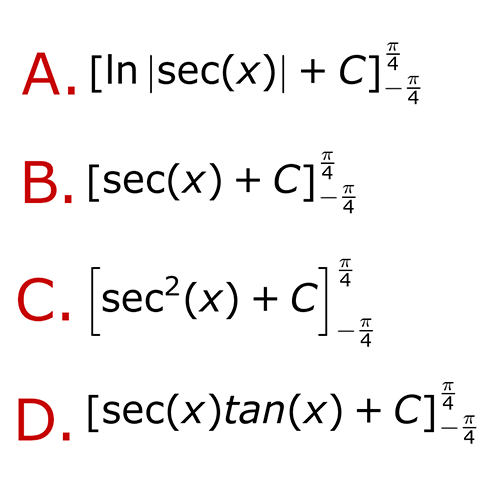 A. [ln |sec(x)| + C]_{-π/4}^{π/4}
B. [sec(x) + C]_{-π/4}^{π/4}
C. [sec²(x) + C]_{-π/4}^{π/4}
D. [sec(x)tan(x) + C]_{-π/4}^{π/4}